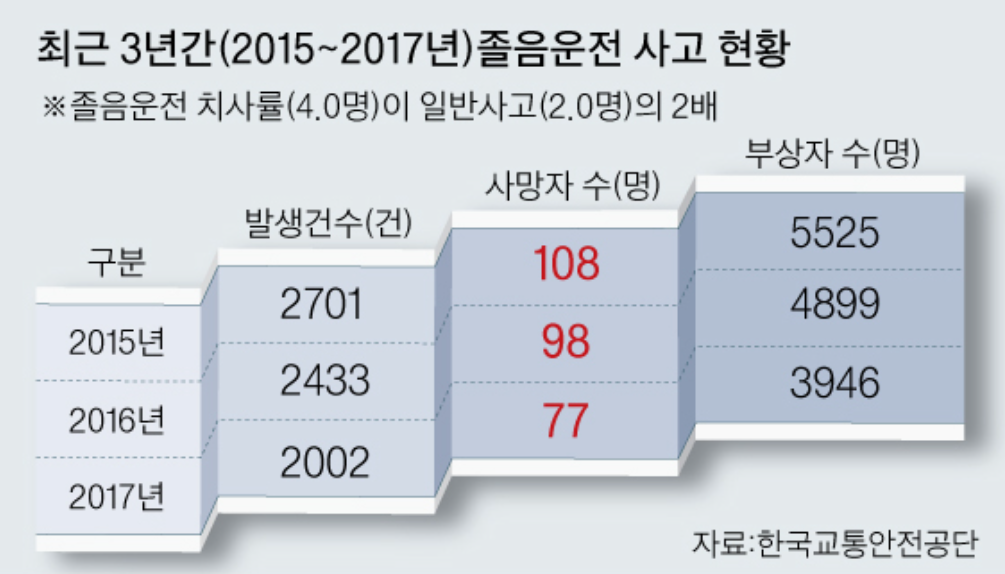 최근 3년간(2015~2017년)졸음운전 사고 현황
※졸음운전 치사률(4.0명)이 일반사고(2.0명)의 2배
구분 발생건수(건) 사망자 수(명) 부상자 수(명)
2015년 2701 108 5525
2016년 2433 98 4899
2017년 2002 77 3946
자료:한국교통안전공단